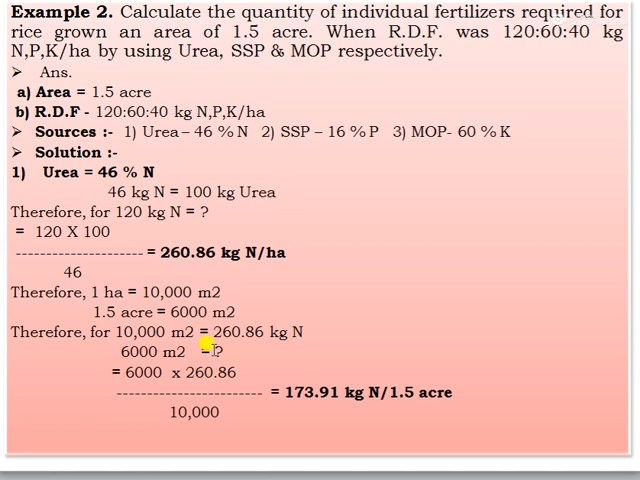 Example 2. Calculate the quantity of individual fertilizers required for
rice grown an area of 1.5 acre. When R.D.F. was 120:60:40 kg
N,P,K/ha by using Urea, SSP & MOP respectively.
➢ Ans.
a) Area = 1.5 acre
b) R.D.F - 120:60:40 kg N,P,K/ha
➢ Sources :- 1) Urea – 46 % N 2) SSP – 16 % P 3) MOP- 60 % K
➢ Solution :-
1) Urea = 46 % N
46 kg N = 100 kg Urea
Therefore, for 120 kg N = ?
= 120 X 100
--------------------- = 260.86 kg N/ha
46
Therefore, 1 ha = 10,000 m2
1.5 acre = 6000 m2
Therefore, for 10,000 m2 = 260.86 kg N
6000 m2 = ?
= 6000 x 260.86
------------------------ = 173.91 kg N/1.5 acre
10,000